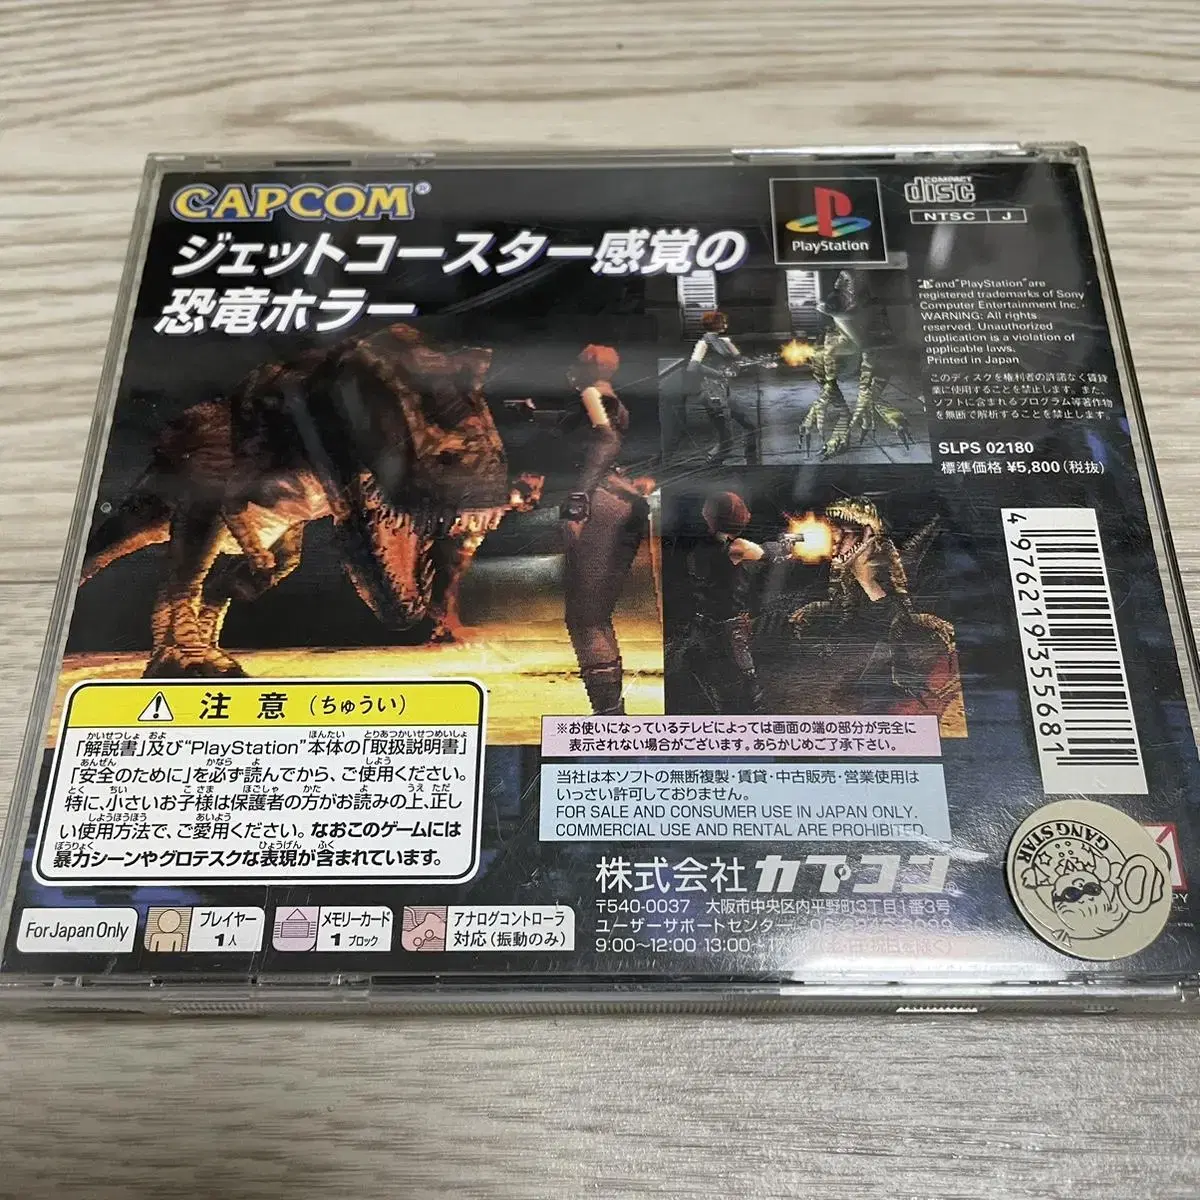 CAPCOM®
ジェットコースター感覚の
恐竜ホラー
PlayStation
COMPACT
disc
NTSC J
"PS"and"PlayStation"are
registered trademarks of Sony
Computer Entertainment Inc.
WARNING: All rights
reserved. Unauthorized
duplication is a violation of
applicable laws.
Printed in Japan
このディスクを権利者の許諾なく賃貸
業に使用することを禁止します。また、
ソフトに含まれるプログラム等著作物
を無断で解析することを禁止します。
SLPS 02180
標準価格 ¥5,800(税抜)
4 976219 355681
注意(ちゅうい)
「解説書」及び"PlayStation"本体の「取扱説明書」
「安全のために」を必ず読んでから、ご使用ください。
特に、小さいお子様は保護者の方がお読みの上、正し
い使用方法で、ご愛用ください。なおこのゲームには
暴力シーンやグロテスクな表現が含まれています。
※お使いになっているテレビによっては画面の端の部分が完全に
表示されない場合がございます。あらかじめご了承下さい。
当社は本ソフトの無断複製・賃貸・中古販売・営業使用は
いっさい許可しておりません。
FOR SALE AND CONSUMER USE IN JAPAN ONLY.
COMMERCIAL USE AND RENTAL ARE PROHIBITED.
株式会社 カプコン
〒540-0037 大阪市中央区内平野町3丁目1番3号
ユーザーサポートセンター
9:00~12:00 13:00~
GANG STAR
For Japan Only
プレイヤー
1人
メモリーカード
1ブロック
アナログコントローラ
対応(振動のみ)